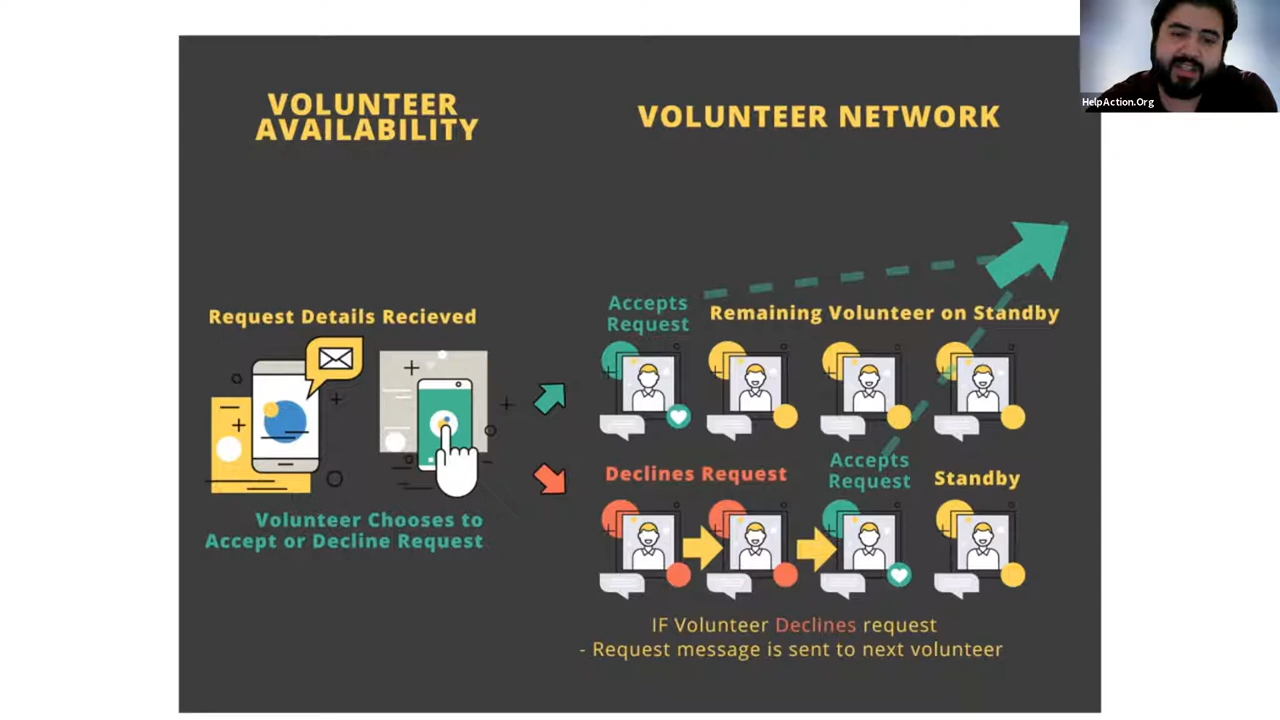 HelpAction.Org
VOLUNTEER
AVAILABILITY
VOLUNTEER NETWORK
Request Details Recieved
Accepts
Request
Remaining Volunteer on Standby
Volunteer Chooses to
Accept or Decline Request
Declines Request
Accepts
Request
Standby
IF Volunteer Declines request
- Request message is sent to next volunteer